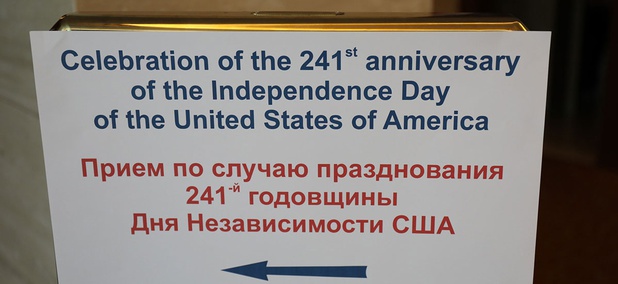 Celebration of the 241st anniversary
of the Independence Day
of the United States of America
Прием по случаю празднования
241-й годовщины
Дня Независимости США